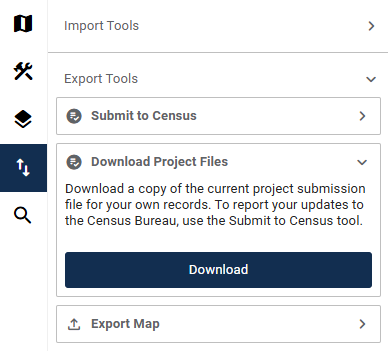 Import Tools
Export Tools
Submit to Census
Download Project Files
Download a copy of the current project submission
file for your own records. To report your updates to
the Census Bureau, use the Submit to Census tool.
Download
Export Map